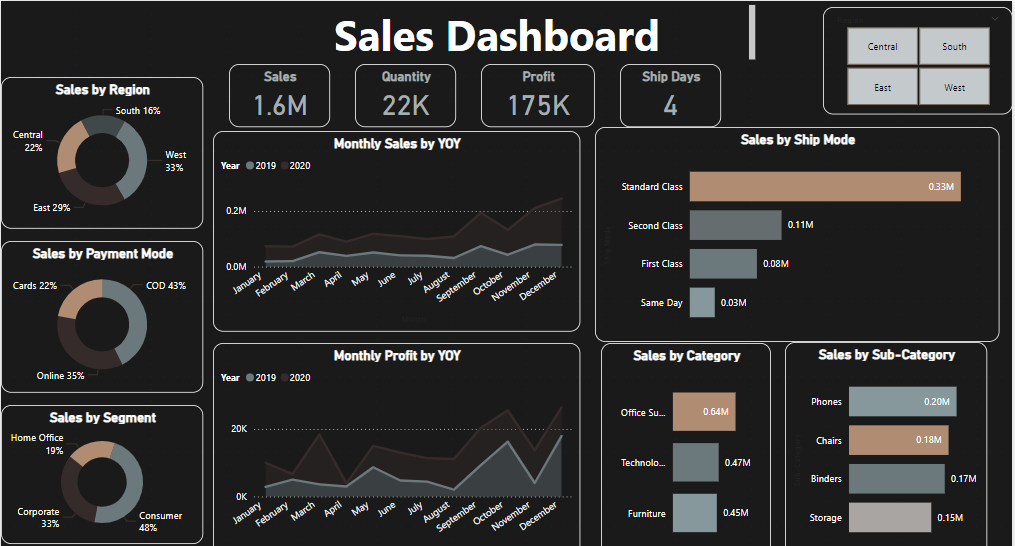 Sales Dashboard
Central
South
East
West
Sales
1.6M
Quantity
22K
Profit
175K
Ship Days
4
Sales by Region
South 16%
Central
22%
West
33%
East 29%
Sales by Payment Mode
Cards 22%
COD 43%
Online 35%
Sales by Segment
Home Office
19%
Corporate
33%
Consumer
48%
Monthly Sales by YOY
Year 2019 2020
0.2M
0.0M
January
February
March
April
May
June
July
August
September
October
November
December
Monthly Profit by YOY
Year 2019 2020
20K
0K
January
February
March
April
May
June
July
August
September
October
November
December
Sales by Ship Mode
Standard Class 0.33M
Second Class 0.11M
First Class 0.08M
Same Day 0.03M
Sales by Category
Office Su... 0.64M
Technolo... 0.47M
Furniture 0.45M
Sales by Sub-Category
Phones 0.20M
Chairs 0.18M
Binders 0.17M
Storage 0.15M